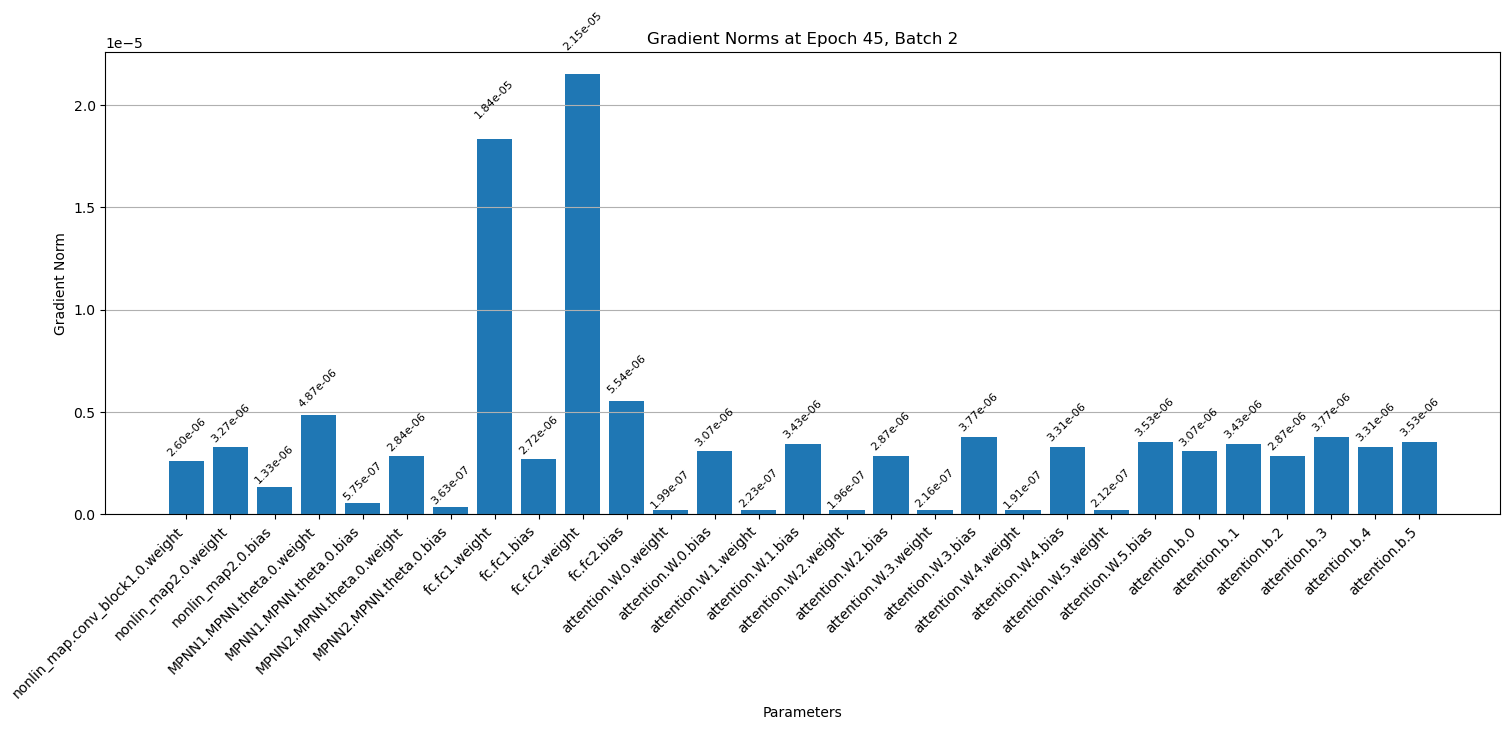 Gradient Norms at Epoch 45, Batch 2
1e−5
2.0
1.5
1.0
0.5
0.0
Gradient Norm
2.60e-06
3.27e-06
1.33e-06
4.87e-06
5.75e-07
2.84e-06
3.63e-07
1.84e-05
2.72e-06
2.15e-05
5.54e-06
1.99e-07
3.07e-06
2.23e-07
3.43e-06
1.96e-07
2.87e-06
2.16e-07
3.77e-06
1.91e-07
3.31e-06
2.12e-07
3.53e-06
3.07e-06
3.43e-06
2.87e-06
3.77e-06
3.31e-06
3.53e-06
nonlin_map.conv_block1.0.weight
nonlin_map2.0.weight
nonlin_map2.0.bias
MPNN1.MPNN.theta.0.weight
MPNN1.MPNN.theta.0.bias
MPNN2.MPNN.theta.0.weight
MPNN2.MPNN.theta.0.bias
fc.fc1.weight
fc.fc1.bias
fc.fc2.weight
fc.fc2.bias
attention.W.0.weight
attention.W.0.bias
attention.W.1.weight
attention.W.1.bias
attention.W.2.weight
attention.W.2.bias
attention.W.3.weight
attention.W.3.bias
attention.W.4.weight
attention.W.4.bias
attention.W.5.weight
attention.W.5.bias
attention.b.0
attention.b.1
attention.b.2
attention.b.3
attention.b.4
attention.b.5
Parameters